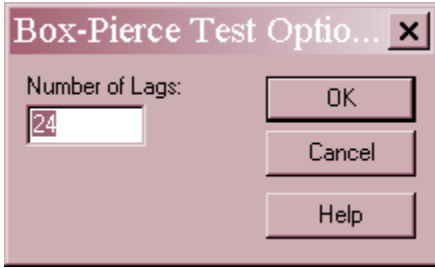 Box-Pierce Test Optio...
Number of Lags:
24
OK
Cancel
Help